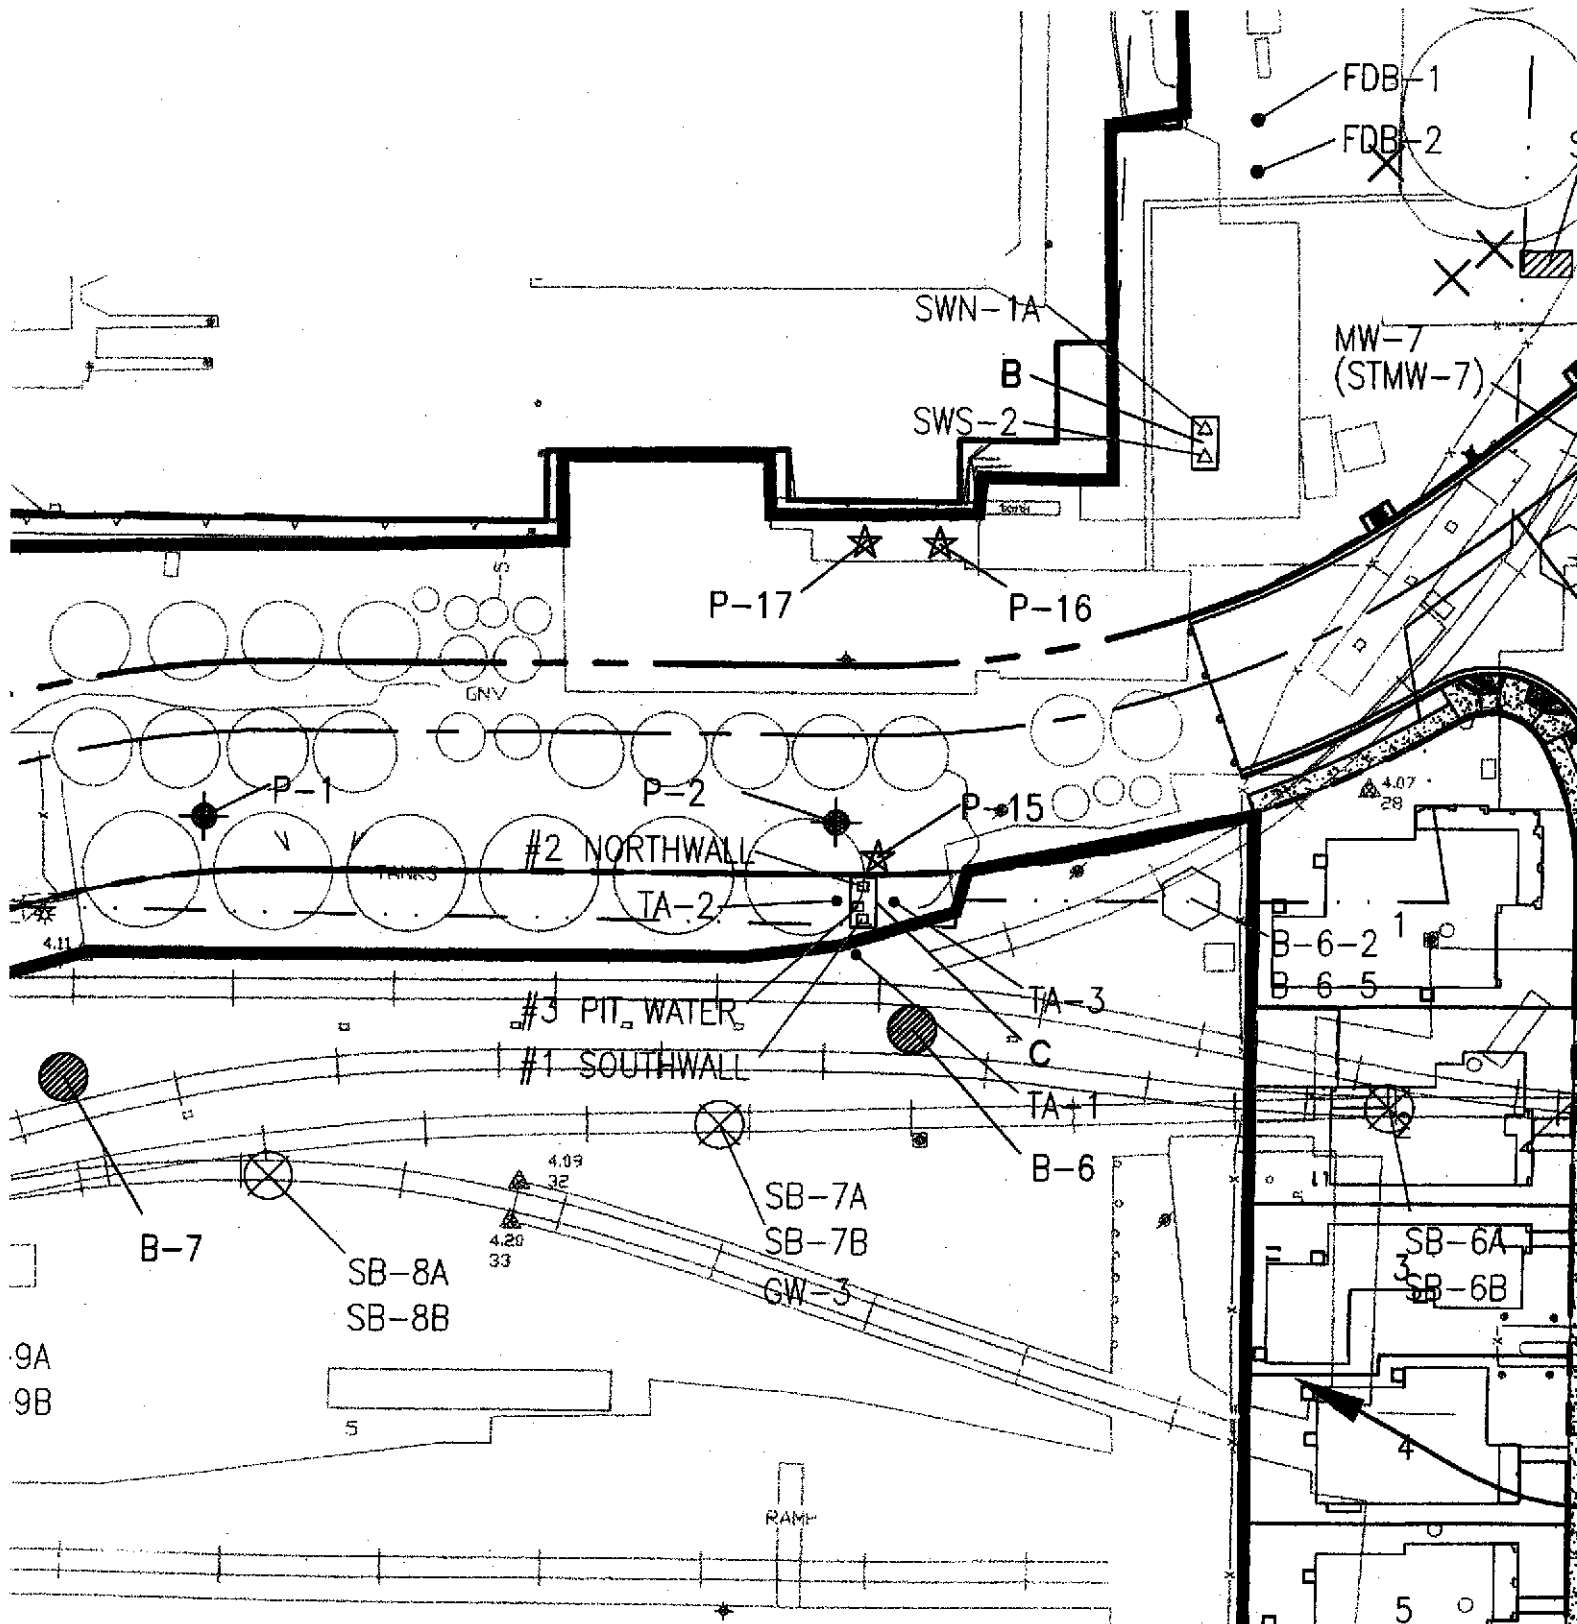 FDB-1
FDB-2
SWN-1A
B
SWS-2
MW-7
(STMW-7)
-S-
P-17
P-16
GNV
P-1
P-2
P-15
4.07
28
#2 NORTHWALL
TANKS
TA-2
4.11
1
B-6-2
B-6-5
#3 PIT WATER
TA-3
C
#1 SOUTHWALL
TA-1
2
B-6
4.09
32
4.20
33
B-7
SB-7A
SB-7B
GW-3
SB-8A
SB-8B
SB-6A
3
SB-6B
9A
9B
S
4
RAMP
5